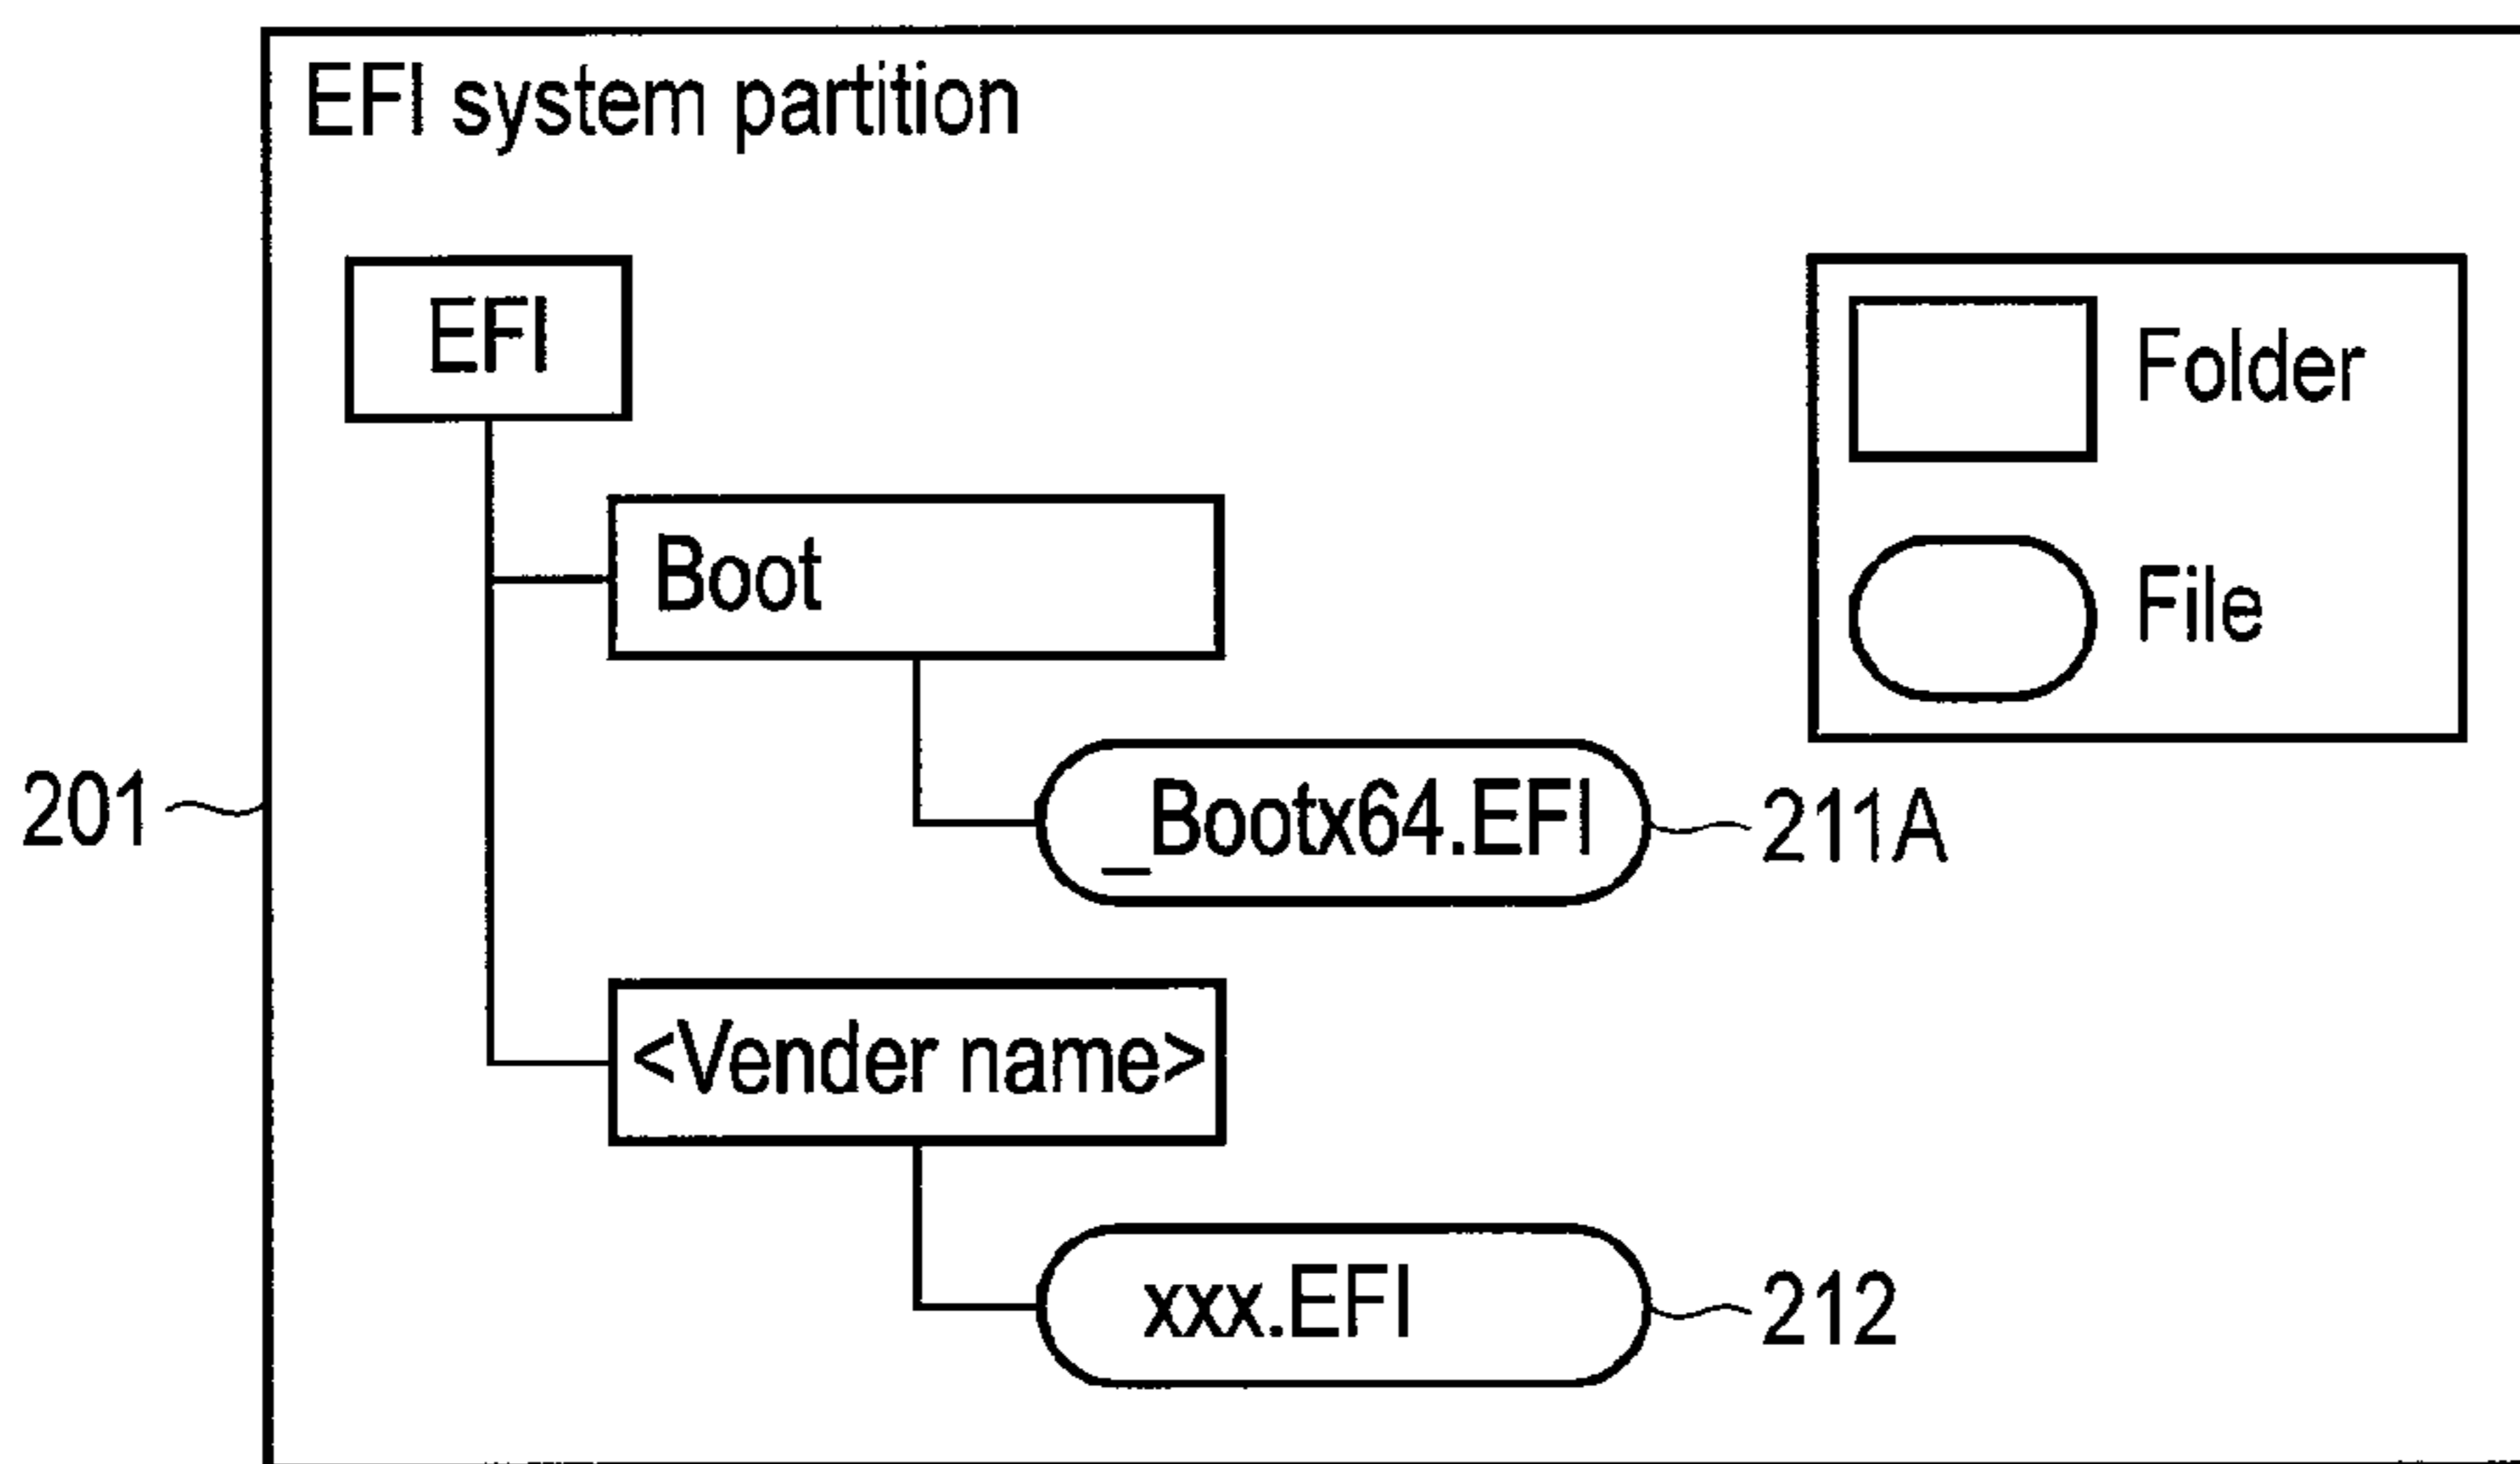 EFI system partition
EFI
Folder
Boot
File
201
_Bootx64.EFI
211A
<Vender name>
xxx.EFI
212